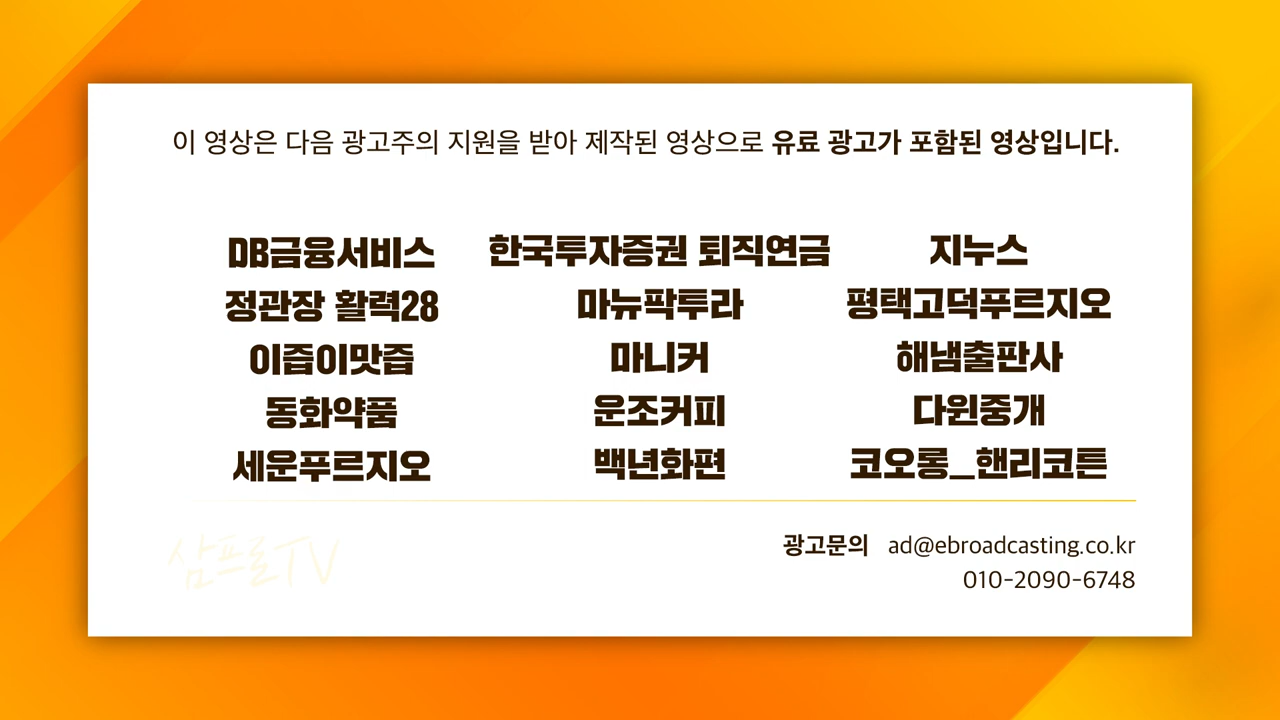 이 영상은 다음 광고주의 지원을 받아 제작된 영상으로 유료 광고가 포함된 영상입니다.
DB금융서비스 한국투자증권 퇴직연금 지누스
정관장 활력28 마뉴팍투라 평택고덕푸르지오
이즙이맛즙 마니커 해냄출판사
동화약품 운조커피 다윈중개
세운푸르지오 백년화편 코오롱_핸리코튼
삼프로TV
광고문의 ad@ebroadcasting.co.kr
010-2090-6748